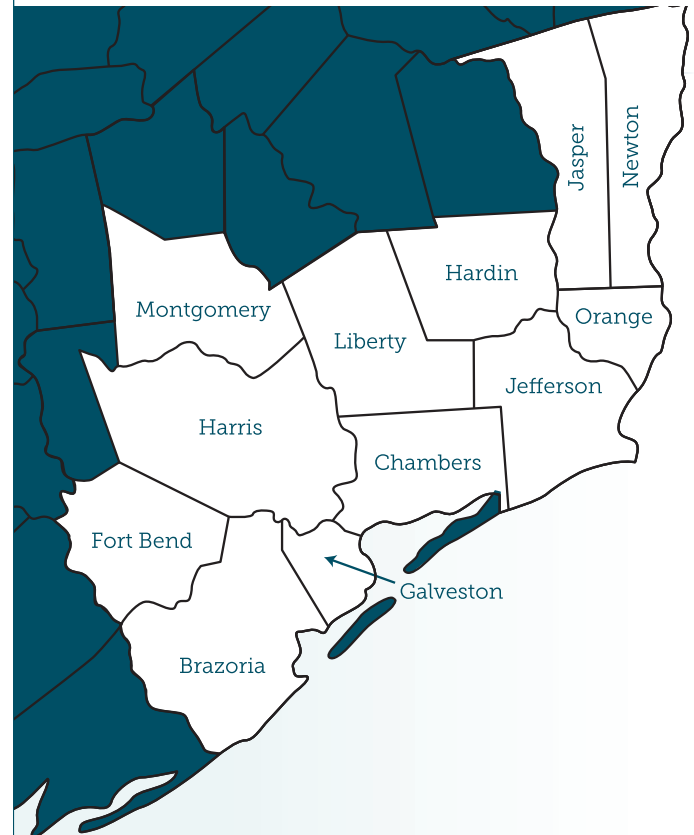 Jasper
Newton
Hardin
Montgomery
Orange
Liberty
Jefferson
Harris
Chambers
Fort Bend
Galveston
Brazoria